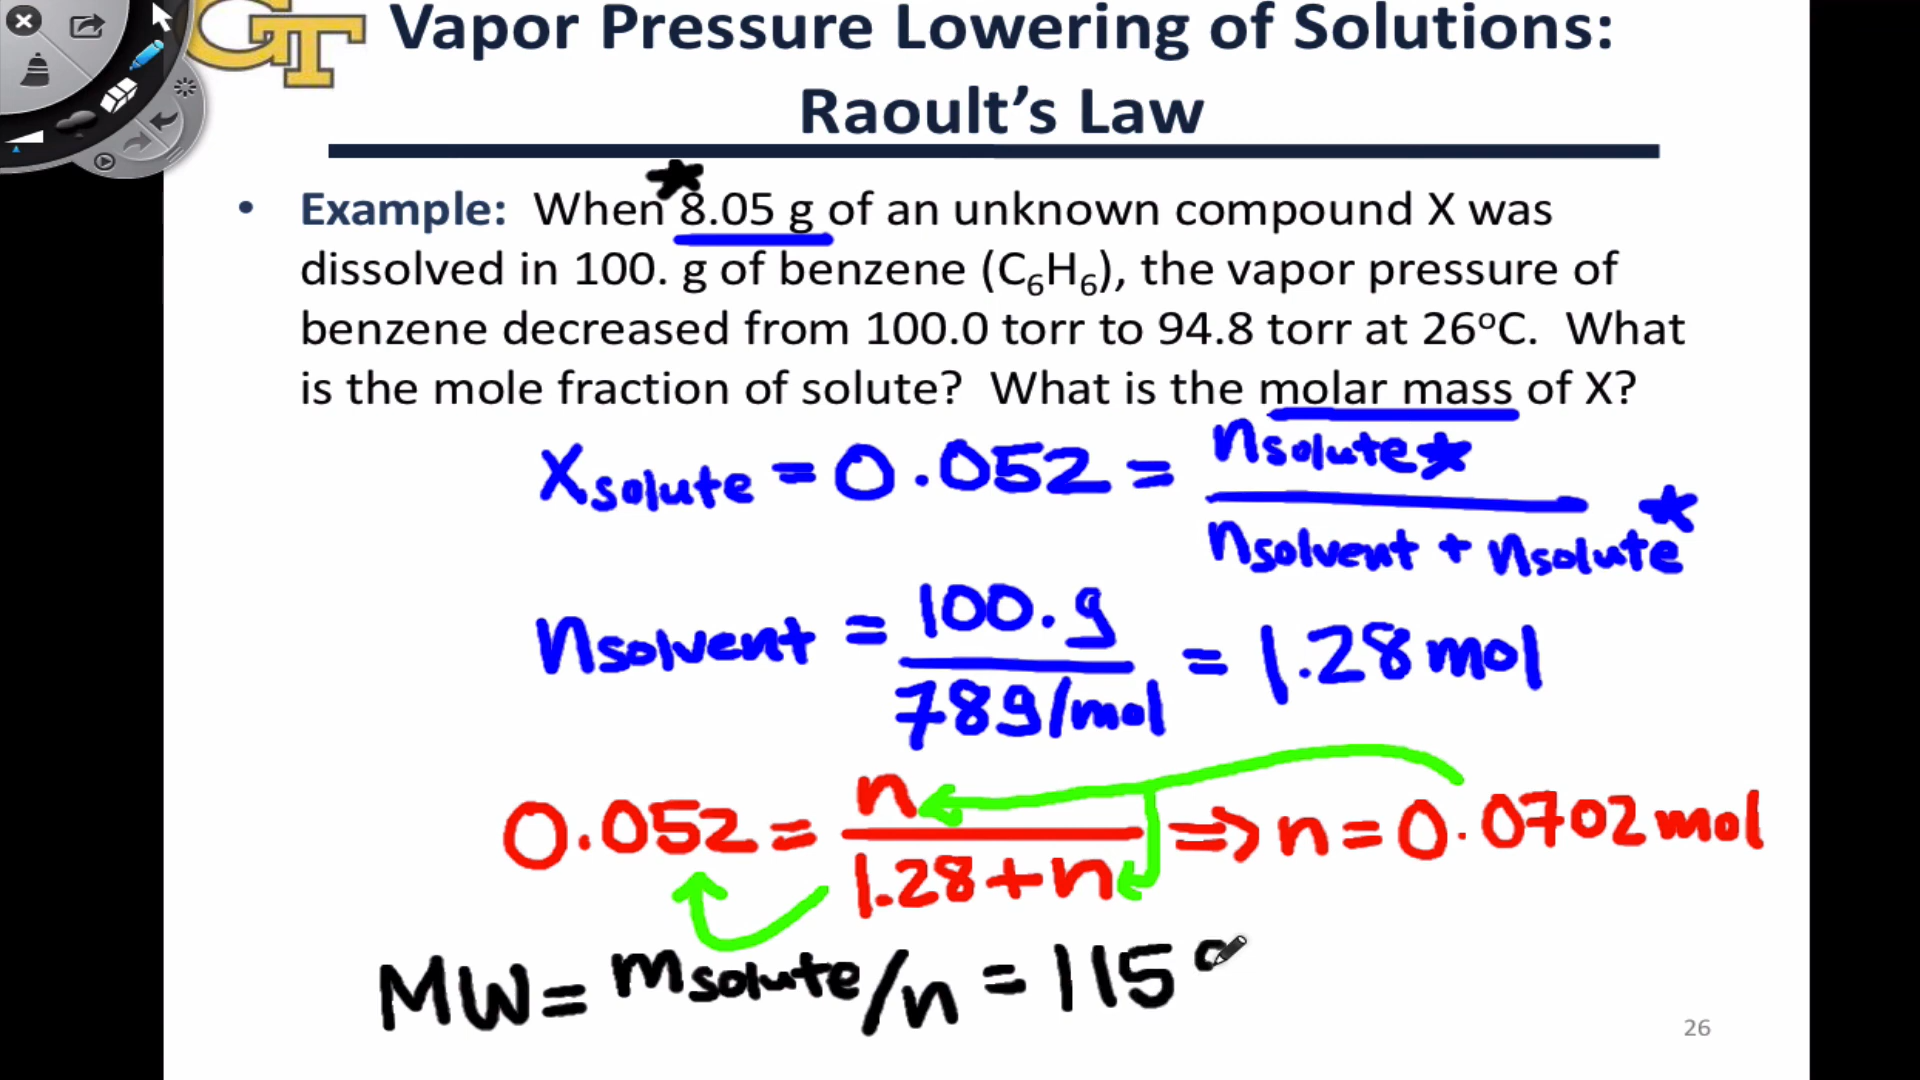 GT
Vapor Pressure Lowering of Solutions:
Raoult’s Law
• Example: When *8.05 g of an unknown compound X was
dissolved in 100. g of benzene (C₆H₆), the vapor pressure of
benzene decreased from 100.0 torr to 94.8 torr at 26ºC. What
is the mole fraction of solute? What is the molar mass of X?
Xsolute = 0.052 = nsolute* / nsolvent + nsolute*
nsolvent = 100. g / 78g/mol = 1.28 mol
0.052 = n / 1.28+n => n = 0.0702 mol
MW = msolute/n = 115
26